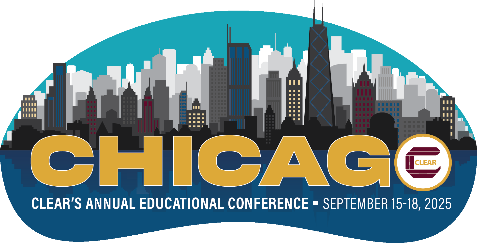 CHICAGO
CLEAR
CLEAR'S ANNUAL EDUCATIONAL CONFERENCE ▪ SEPTEMBER 15-18, 2025